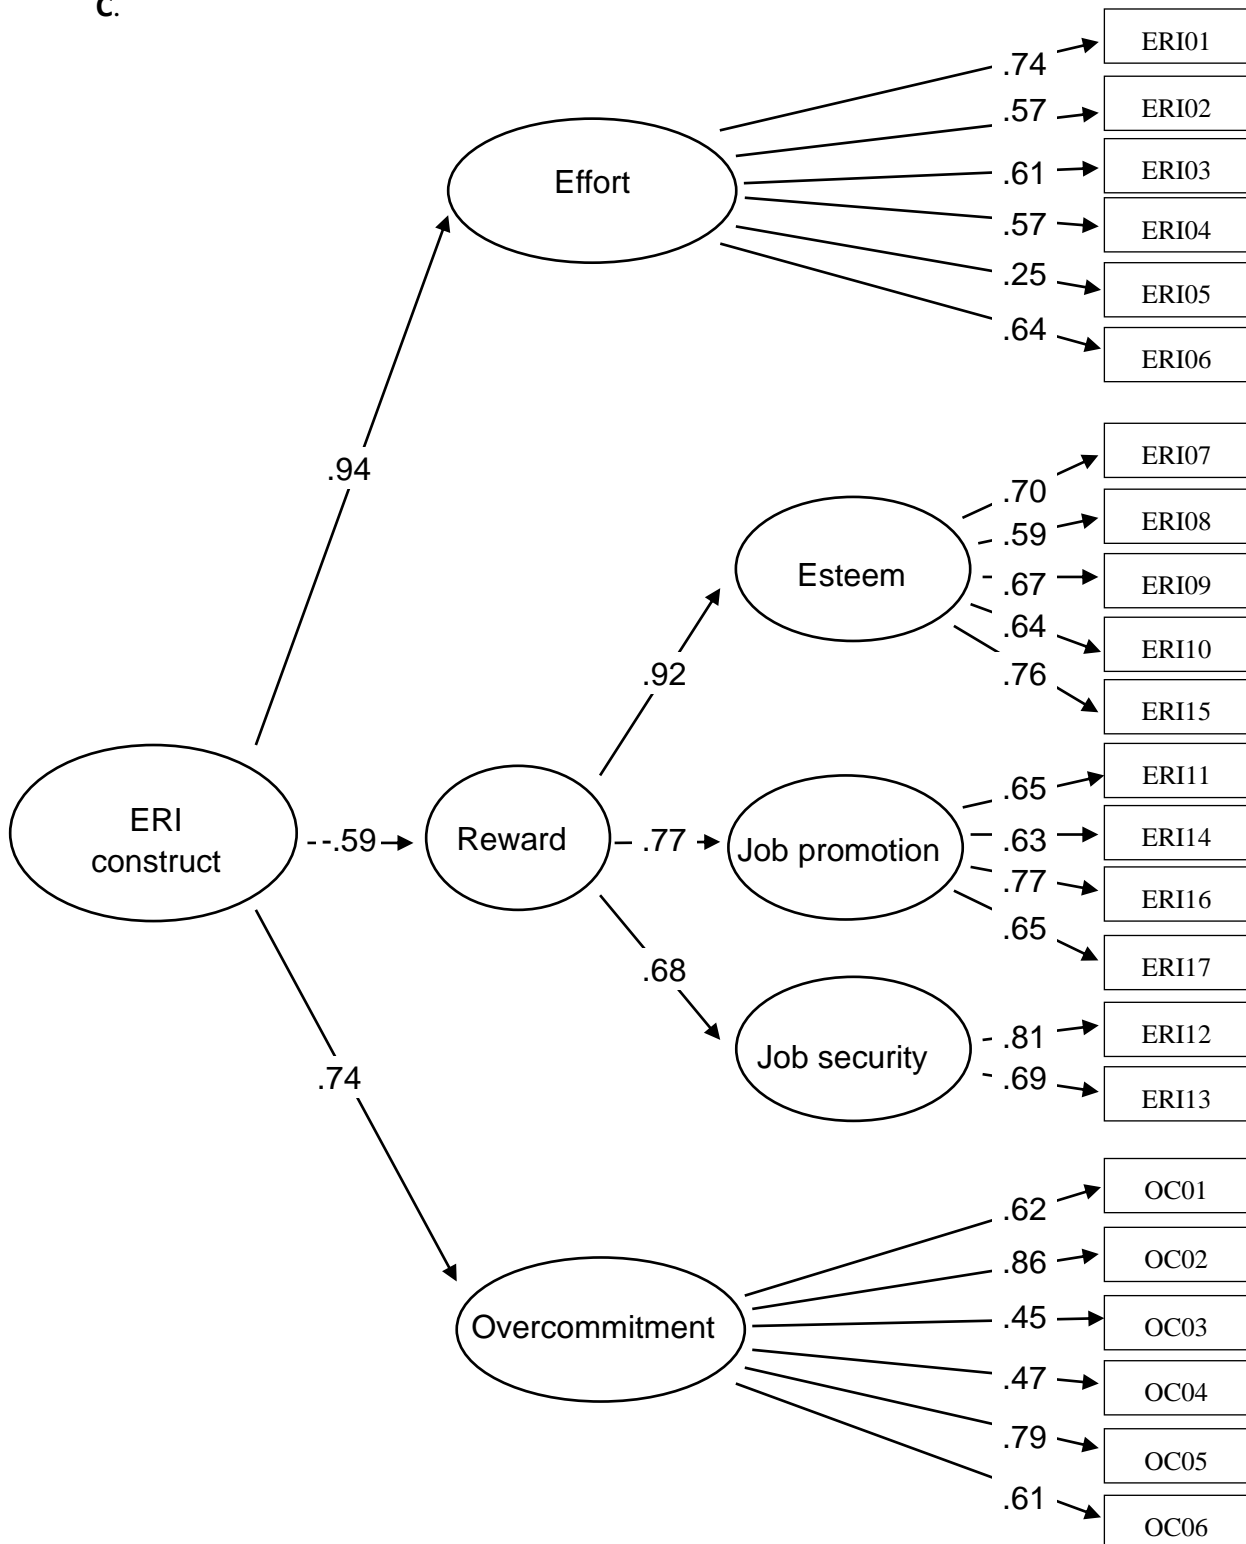 C.
ERI01
.74
ERI02
.57
Effort
ERI03
.61
ERI04
.57
ERI05
.25
ERI06
.64
.94
ERI07
.70
ERI08
.59
Esteem
ERI09
.67
ERI10
.64
ERI15
.76
.92
ERI
construct
-.59
Reward
.77
Job promotion
ERI11
.65
ERI14
.63
ERI16
.77
ERI17
.65
.68
Job security
ERI12
.81
ERI13
.69
.74
OC01
.62
OC02
.86
Overcommitment
OC03
.45
OC04
.47
OC05
.79
OC06
.61